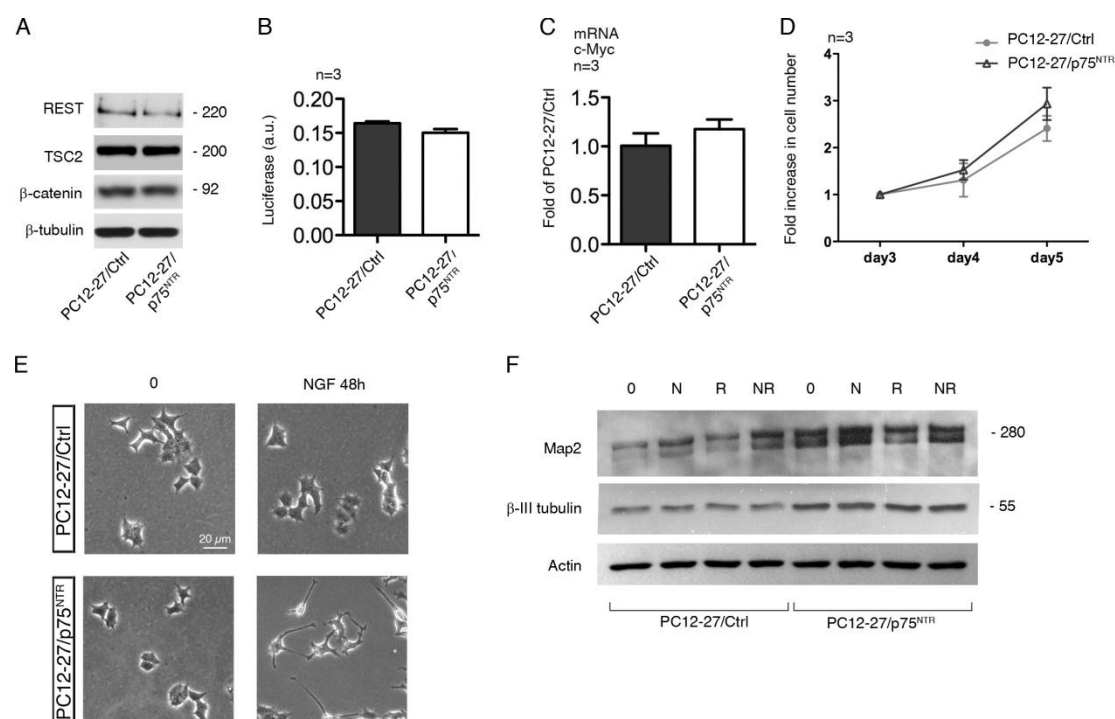 A
REST
TSC2
β-catenin
β-tubulin
- 220
- 200
- 92
PC12-27/Ctrl
PC12-27/
p75NTR
B
n=3
Luciferase (a.u.)
0.20
0.15
0.10
0.05
0.00
PC12-27/Ctrl
PC12-27/
p75NTR
C
mRNA
c-Myc
n=3
Fold of PC12-27/Ctrl
1.5
1.0
0.5
0.0
PC12-27/Ctrl
PC12-27/
p75NTR
D
n=3
PC12-27/Ctrl
PC12-27/p75NTR
Fold increase in cell number
4
3
2
1
0
day3
day4
day5
E
0
NGF 48h
PC12-27/Ctrl
20 µm
PC12-27/p75NTR
F
0 N R NR 0 N R NR
Map2
- 280
β-III tubulin
- 55
Actin
PC12-27/Ctrl
PC12-27/p75NTR